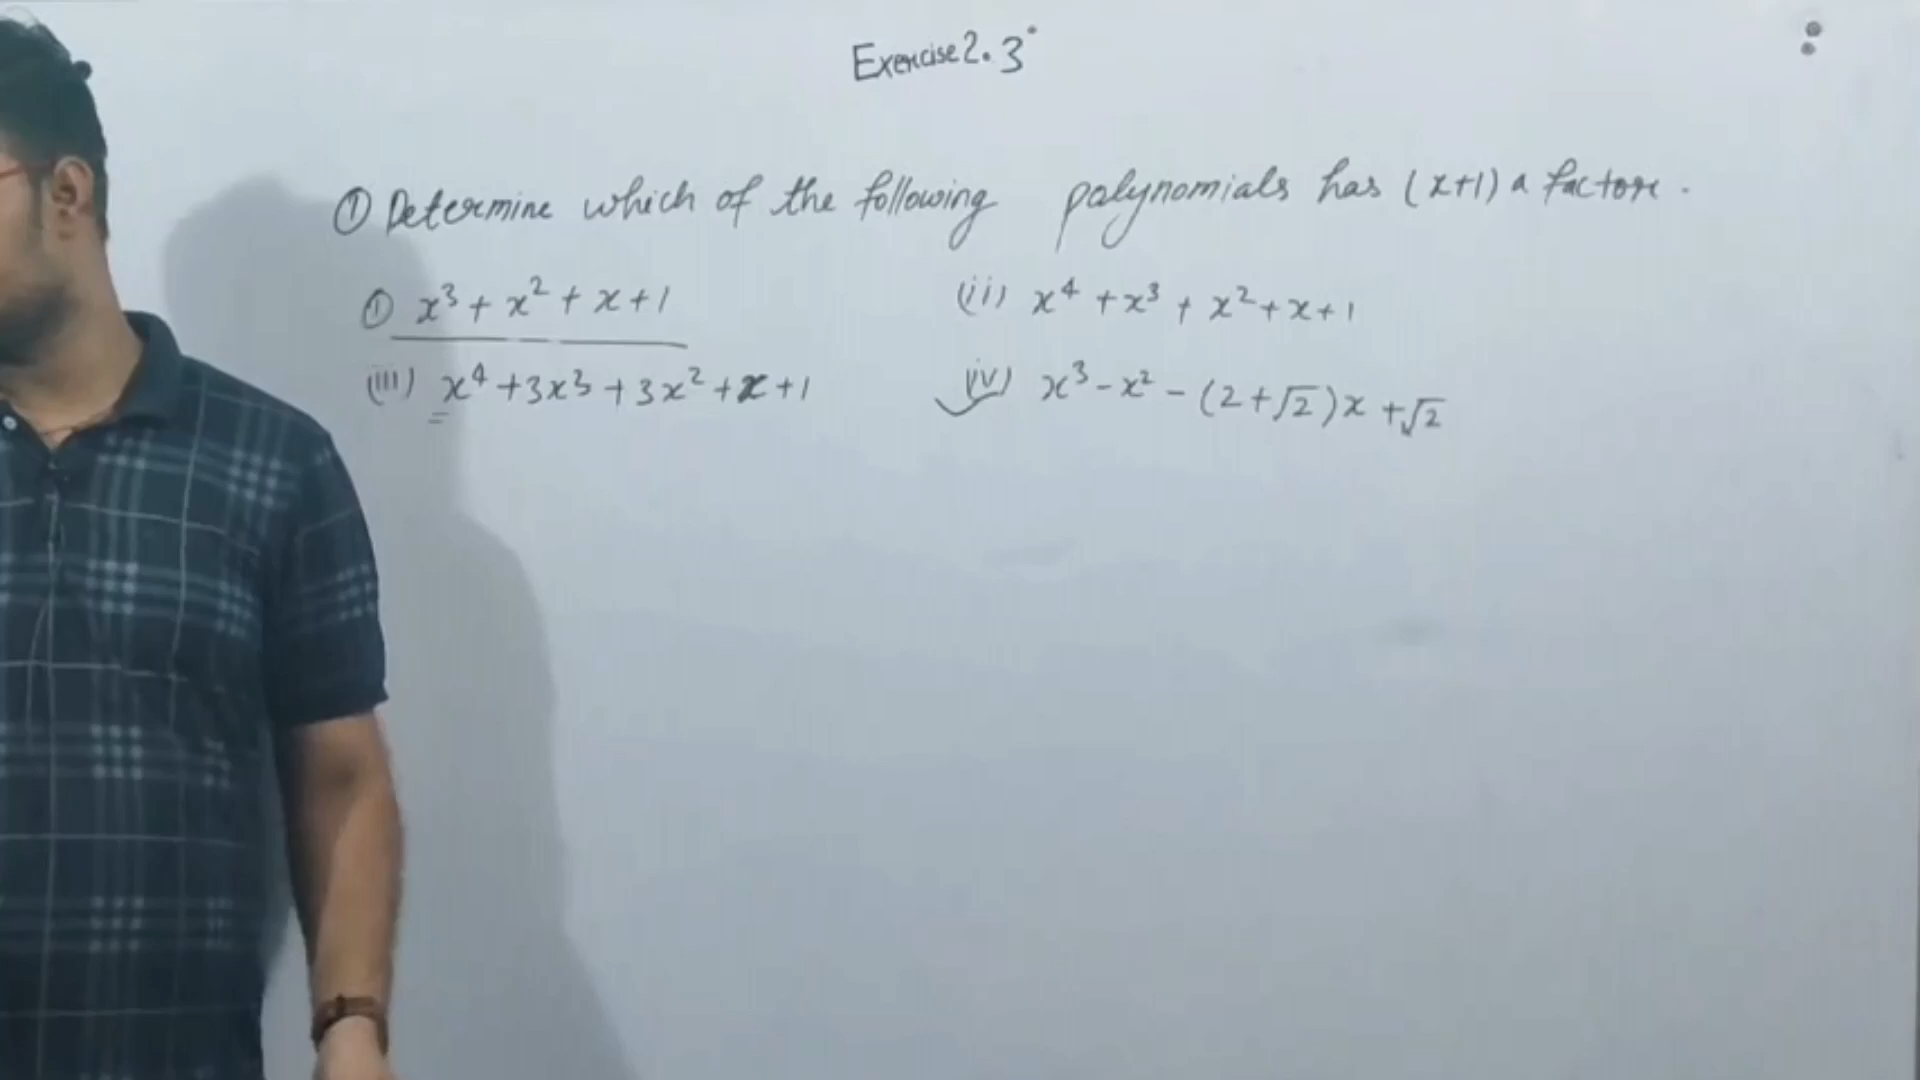 Exercise 2.3
① Determine which of the following polynomials has (x+1) a factor.
① x³ + x² + x + 1
(ii) x⁴ + x³ + x² + x + 1
(iii) x⁴ + 3x³ + 3x² + x + 1
(iv) x³ - x² - (2+√2)x + √2